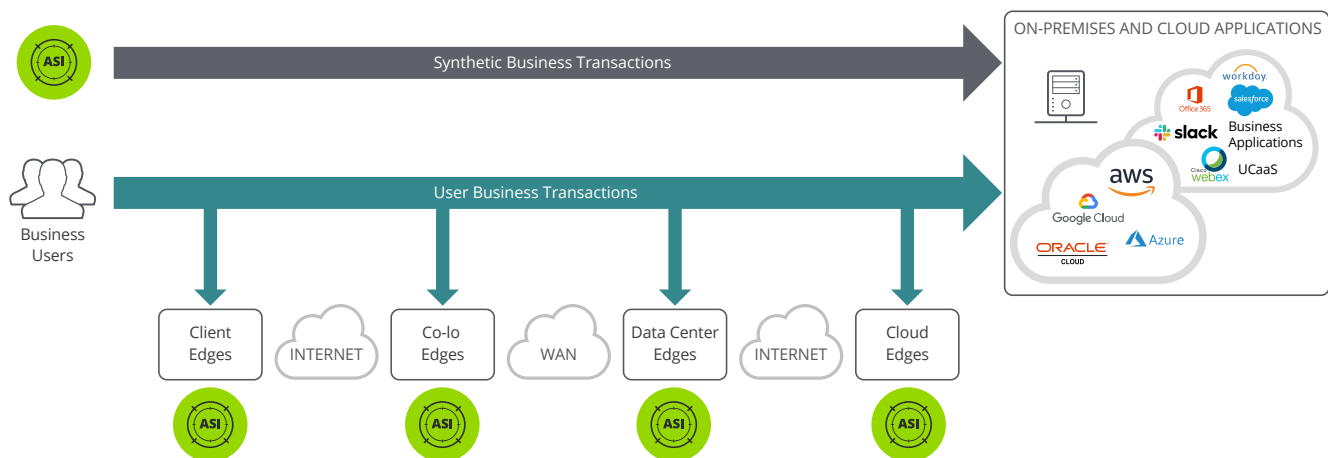 ASI
Synthetic Business Transactions
ON-PREMISES AND CLOUD APPLICATIONS
workday.
Office 365
salesforce
slack
Business
Applications
Cisco
webex
UCaaS
aws
Google Cloud
ORACLE
CLOUD
Azure
Business
Users
User Business Transactions
Client
Edges
INTERNET
Co-lo
Edges
WAN
Data Center
Edges
INTERNET
Cloud
Edges
ASI
ASI
ASI
ASI